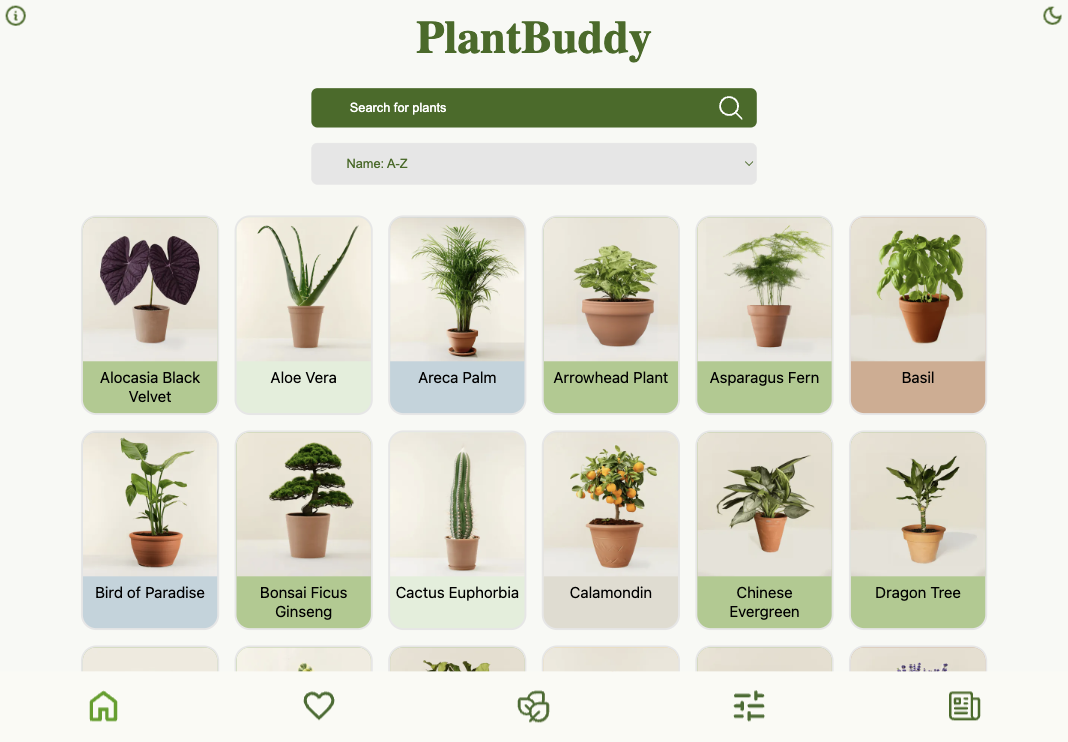 PlantBuddy
Search for plants
Name: A-Z
Alocasia Black
Velvet
Aloe Vera
Areca Palm
Arrowhead Plant
Asparagus Fern
Basil
Bird of Paradise
Bonsai Ficus
Ginseng
Cactus Euphorbia
Calamondin
Chinese
Evergreen
Dragon Tree